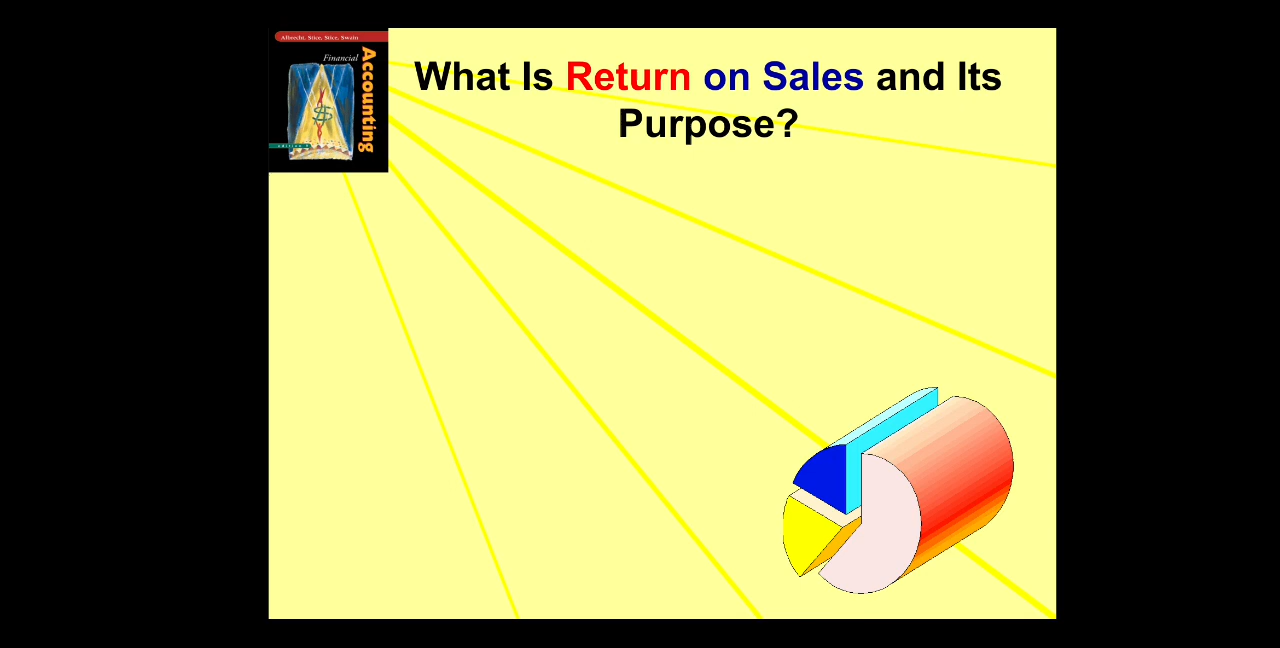 Albrecht, Stice, Stice, Swain
Financial
Accounting
What Is Return on Sales and Its
Purpose?